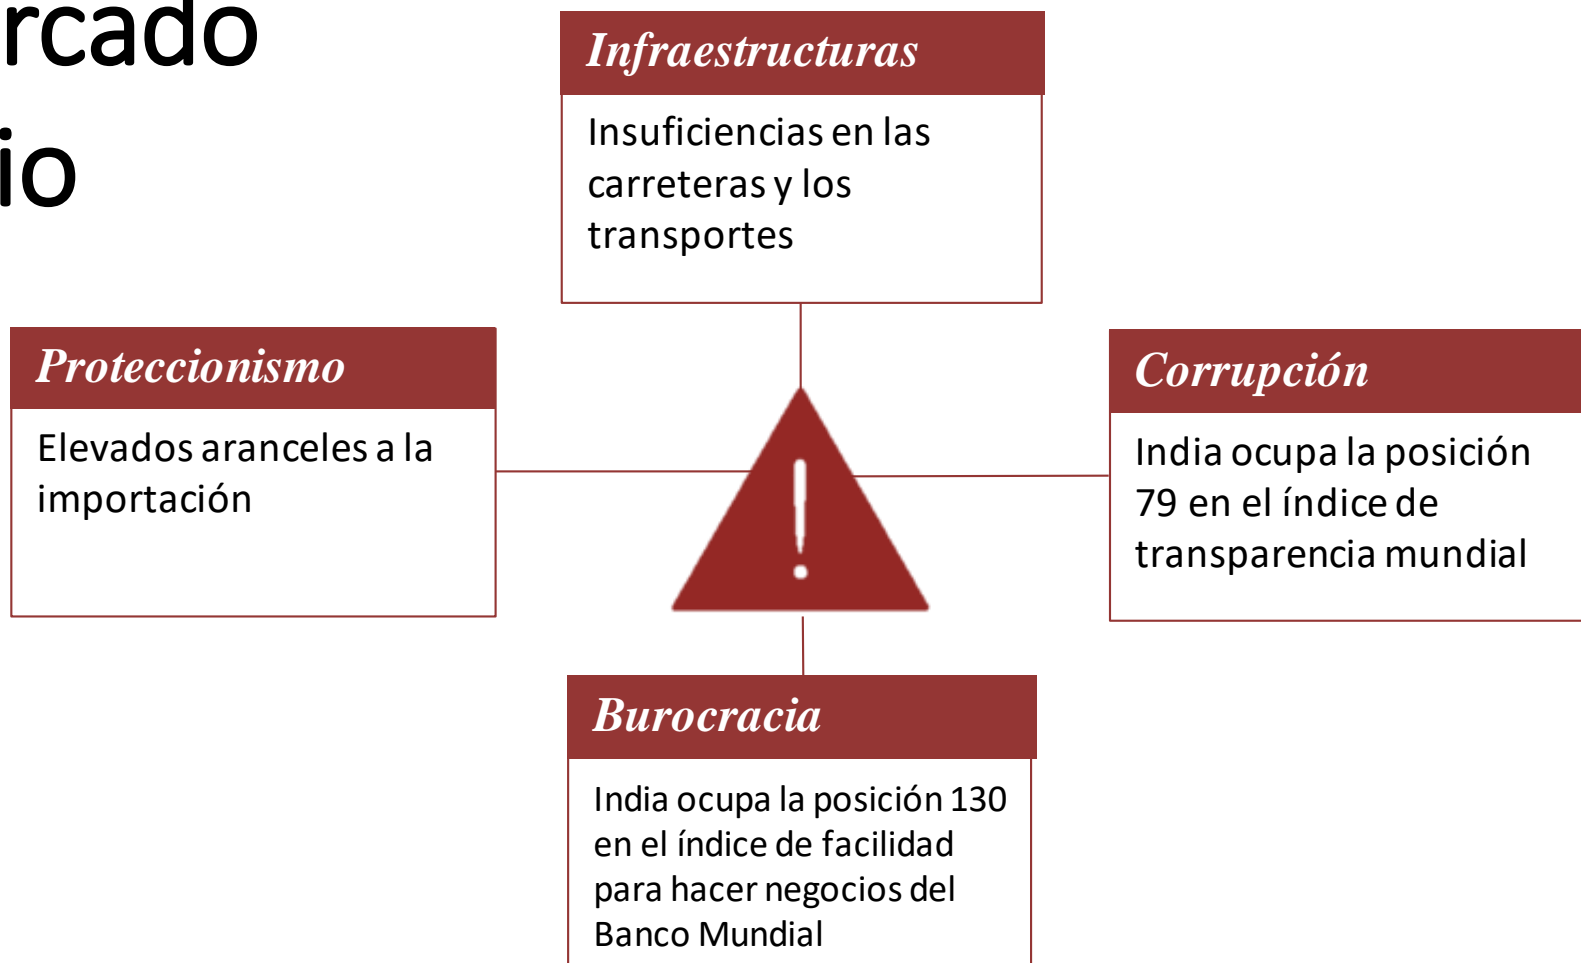 rcado
io
Infraestructuras
Insuficiencias en las
carreteras y los
transportes
Proteccionismo
Elevados aranceles a la
importación
Corrupción
India ocupa la posición
79 en el índice de
transparencia mundial
!
Burocracia
India ocupa la posición 130
en el índice de facilidad
para hacer negocios del
Banco Mundial